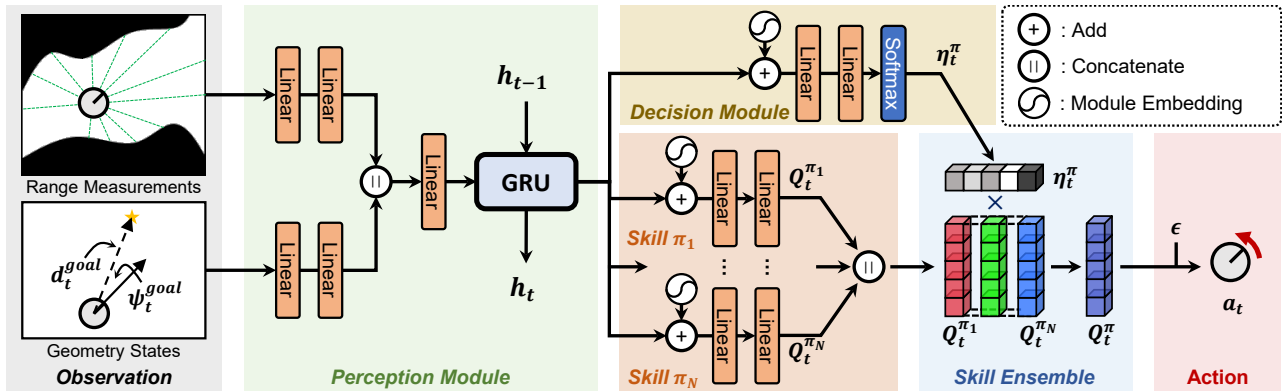 Range Measurements
d_t^{goal}
ψ_t^{goal}
Geometry States
Observation
Linear
Linear
Linear
Linear
||
Linear
h_{t-1}
GRU
h_t
Perception Module
+
Linear
Linear
Softmax
η_t^π
Decision Module
+
Linear
Linear
Q_t^{π_1}
Skill π_1
... ...
+
Linear
Linear
Q_t^{π_N}
Skill π_N
||
η_t^π
×
Q_t^{π_1}
Q_t^{π_N}
Q_t^π
Skill Ensemble
ϵ
a_t
Action
+ : Add
|| : Concatenate
: Module Embedding